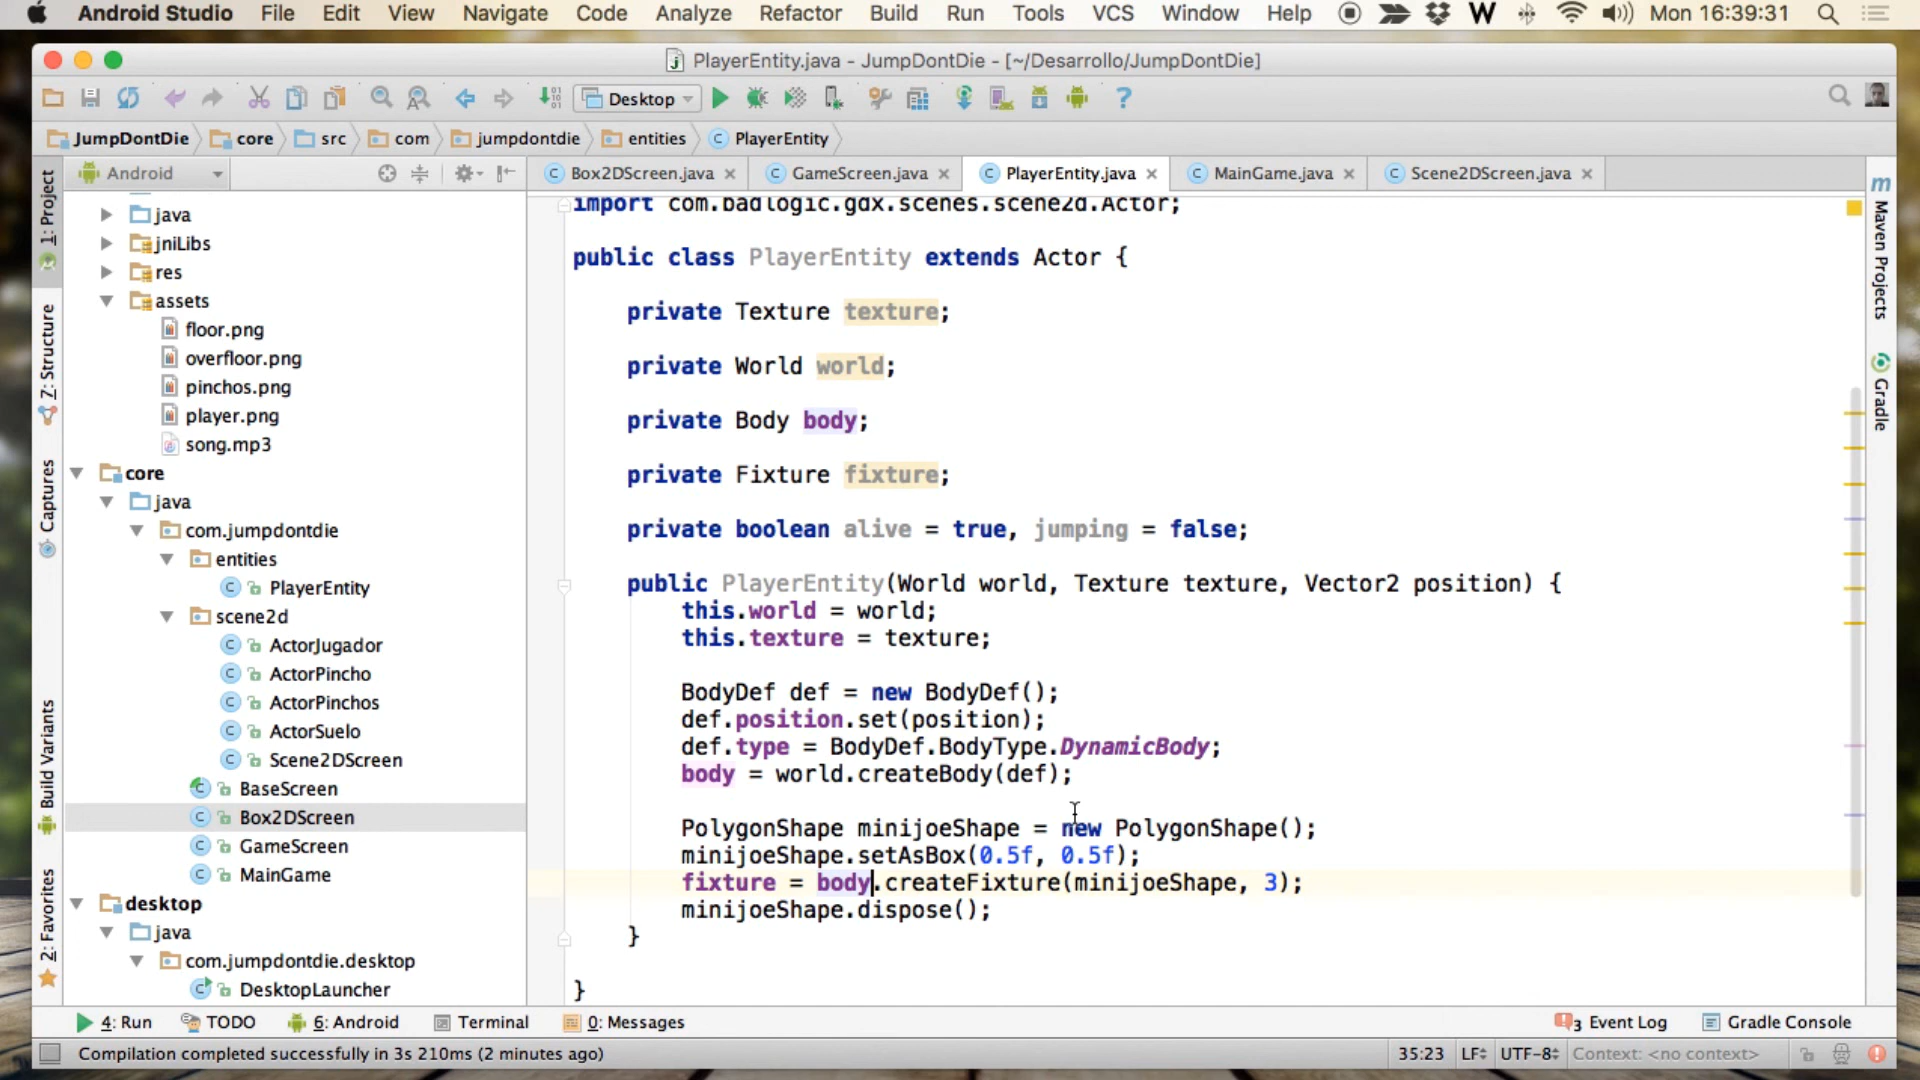 Android Studio File Edit View Navigate Code Analyze Refactor Build Run Tools VCS Window Help W Mon 16:39:31
PlayerEntity.java - JumpDontDie - [~/Desarrollo/JumpDontDie]
Desktop
JumpDontDie core src com jumpdontdie entities PlayerEntity
Android
Box2DScreen.java GameScreen.java PlayerEntity.java MainGame.java Scene2DScreen.java
1: Project
Z: Structure
Captures
Build Variants
2: Favorites
java
jniLibs
res
assets
floor.png
overfloor.png
pinchos.png
player.png
song.mp3
core
java
com.jumpdontdie
entities
PlayerEntity
scene2d
ActorJugador
ActorPincho
ActorPinchos
ActorSuelo
Scene2DScreen
BaseScreen
Box2DScreen
GameScreen
MainGame
desktop
java
com.jumpdontdie.desktop
DesktopLauncher
import com.badlogic.gdx.scenes.scene2d.Actor;
public class PlayerEntity extends Actor {
private Texture texture;
private World world;
private Body body;
private Fixture fixture;
private boolean alive = true, jumping = false;
public PlayerEntity(World world, Texture texture, Vector2 position) {
this.world = world;
this.texture = texture;
BodyDef def = new BodyDef();
def.position.set(position);
def.type = BodyDef.BodyType.DynamicBody;
body = world.createBody(def);
PolygonShape minijoeShape = new PolygonShape();
minijoeShape.setAsBox(0.5f, 0.5f);
fixture = body.createFixture(minijoeShape, 3);
minijoeShape.dispose();
}
}
m Maven Projects
Gradle
4: Run TODO 6: Android Terminal 0: Messages 3 Event Log Gradle Console
Compilation completed successfully in 3s 210ms (2 minutes ago) 35:23 LF UTF-8 Context: <no context>